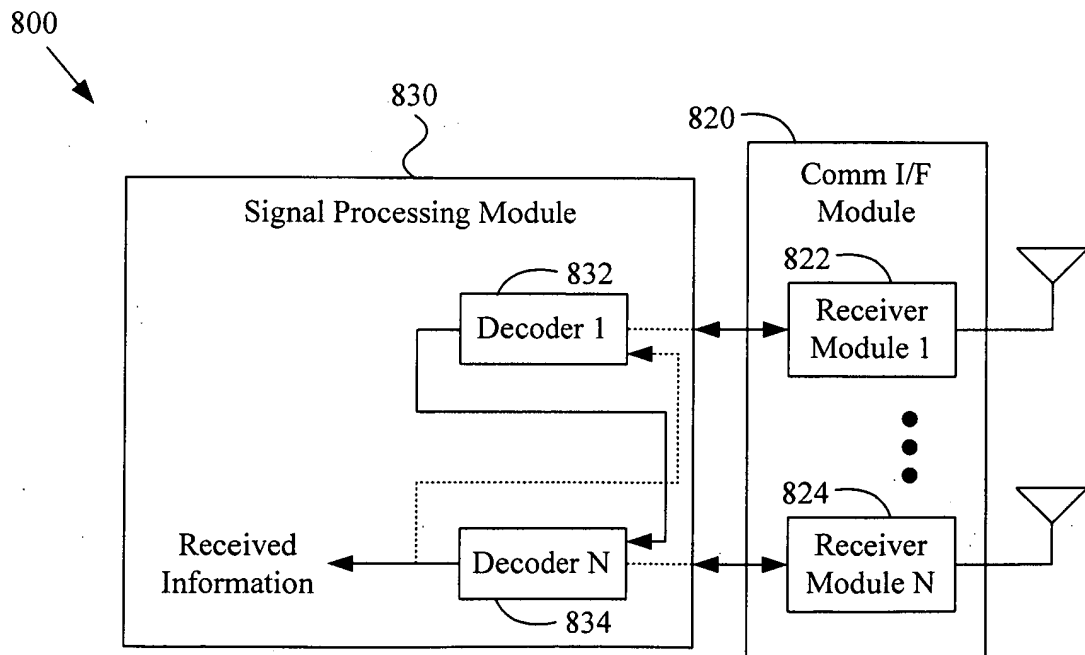 800
830
820
Signal Processing Module
Comm I/F
Module
832
822
Decoder 1
Receiver
Module 1
824
Received
Information
Decoder N
Receiver
Module N
834